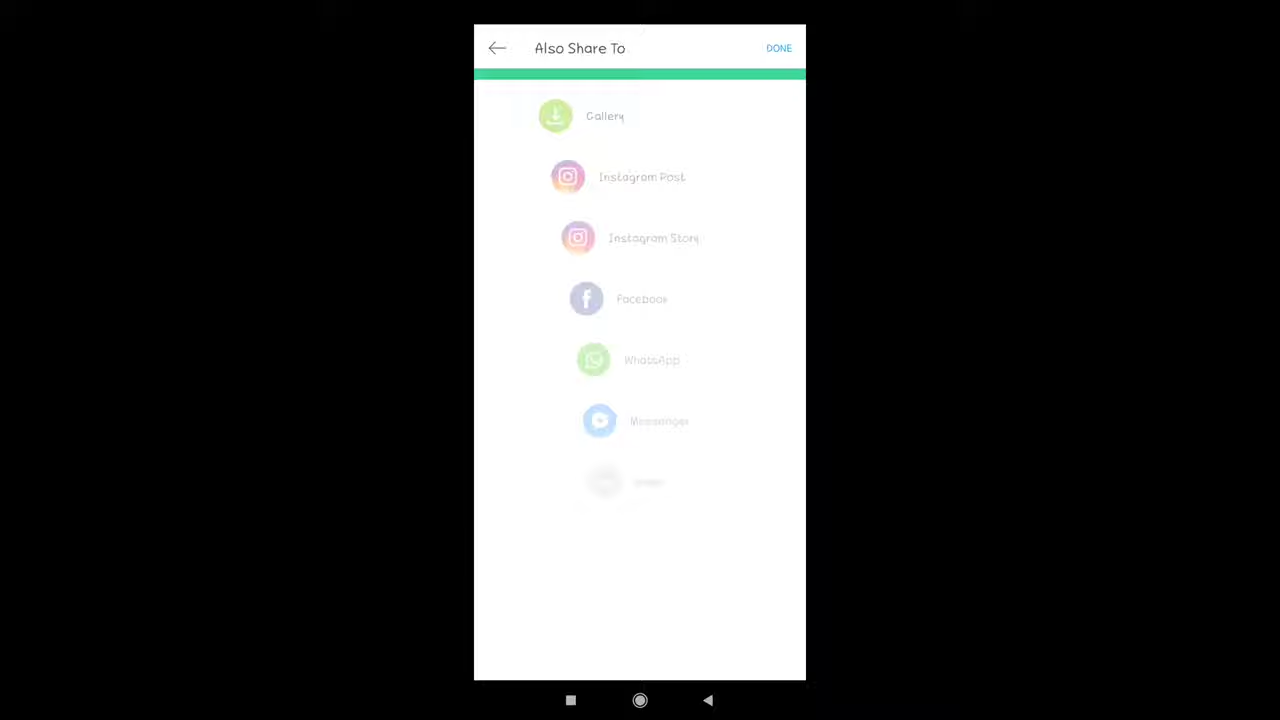 Also Share To
DONE
Gallery
Instagram Post
Instagram Story
Facebook
WhatsApp
Messenger